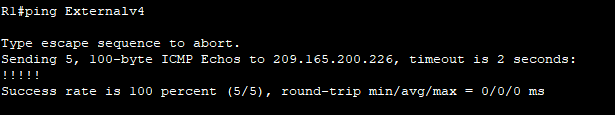 R1#ping Externalv4
Type escape sequence to abort.
Sending 5, 100-byte ICMP Echos to 209.165.200.226, timeout is 2 seconds:
!!!!!
Success rate is 100 percent (5/5), round-trip min/avg/max = 0/0/0 ms